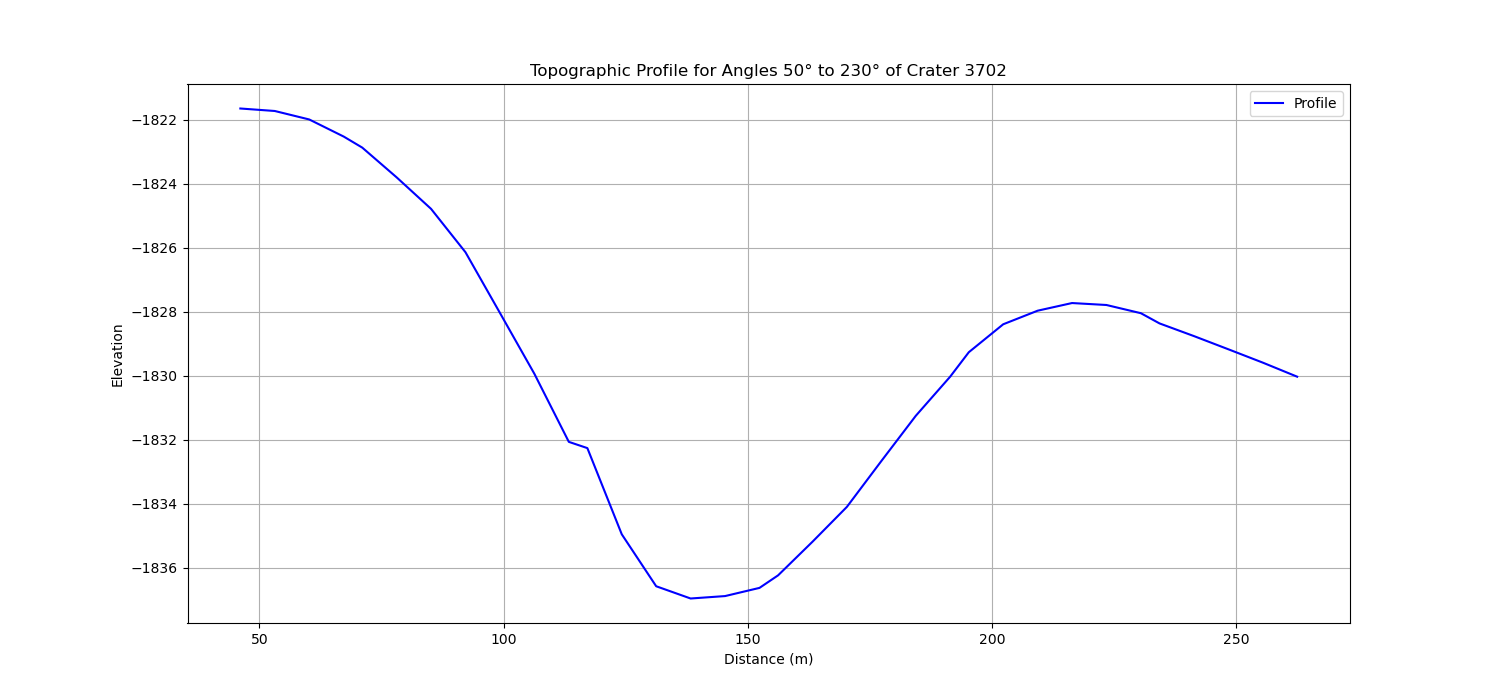 Topographic Profile for Angles 50° to 230° of Crater 3702
Profile
−1822
−1824
−1826
−1828
−1830
−1832
−1834
−1836
Elevation
50 100 150 200 250
Distance (m)